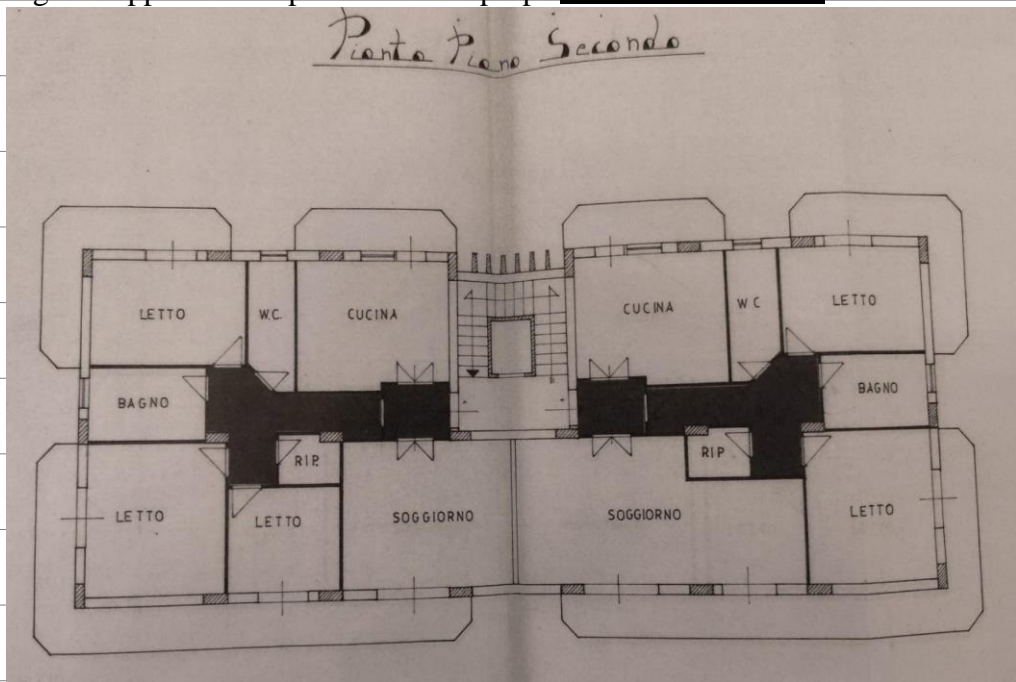 Pianta Piano Secondo
LETTO
W.C.
CUCINA
CUCINA
W C
LETTO
BAGNO
BAGNO
RIP.
RIP
LETTO
LETTO
SOGGIORNO
SOGGIORNO
LETTO